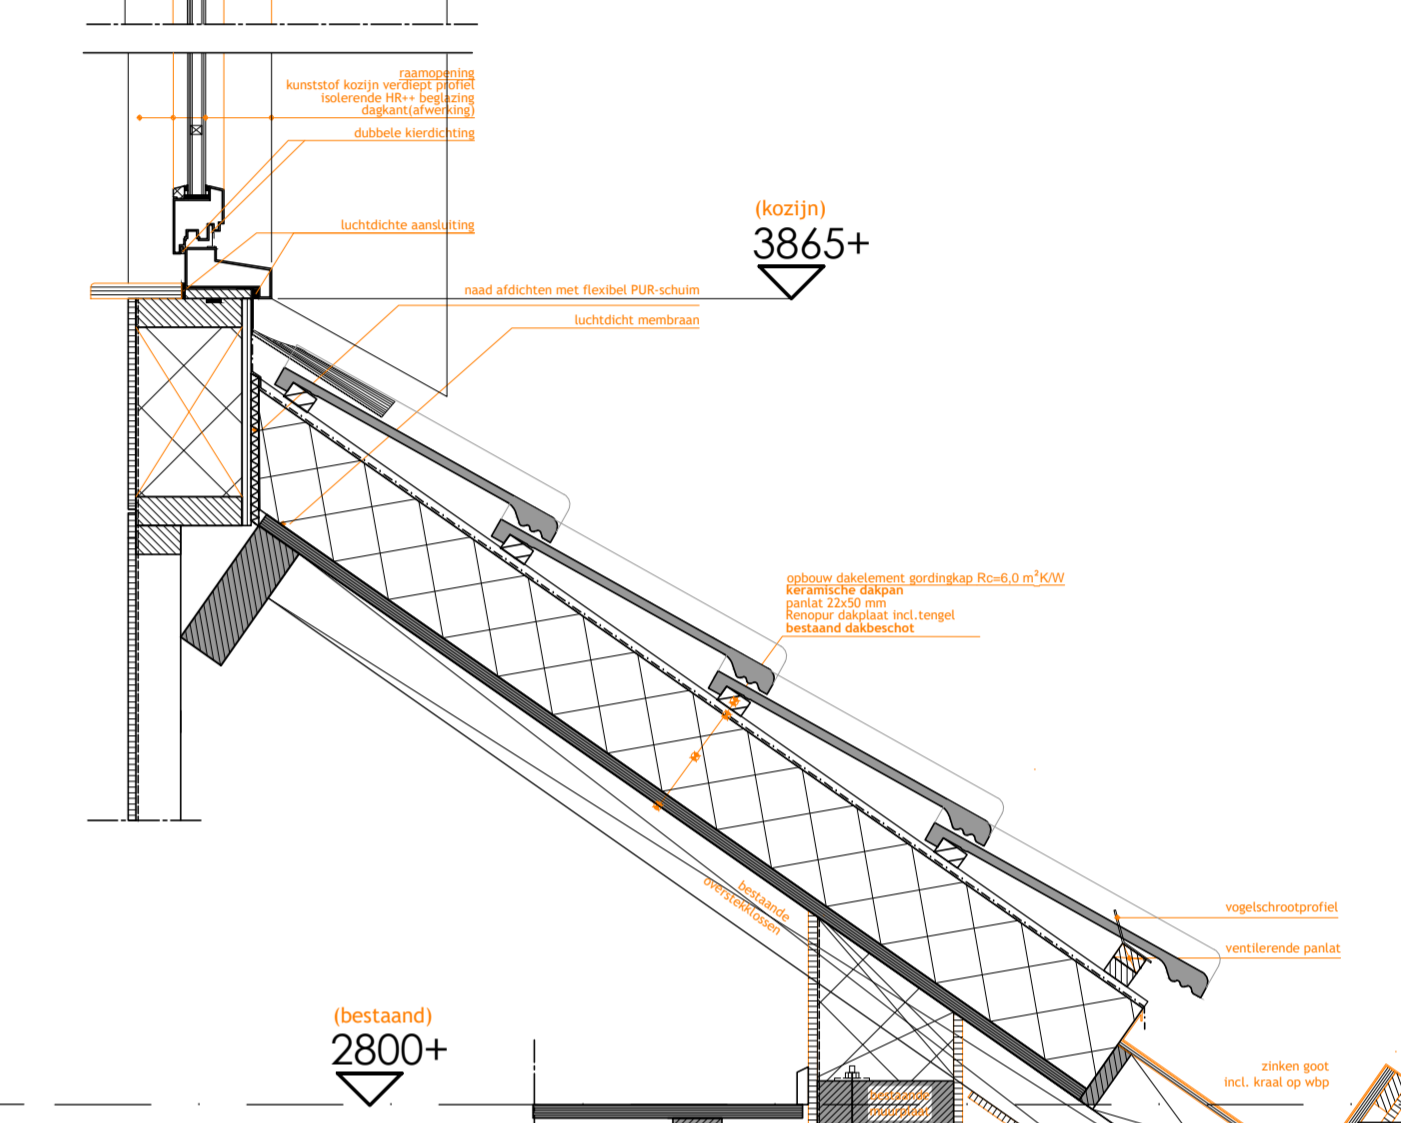 raamopening
kunststof kozijn verdiept profiel
isolerende HR++ beglazing
dagkant(afwerking)
dubbele kierdichting
(kozijn)
3865+
luchtdichte aansluiting
naad afdichten met flexibel PUR-schuim
luchtdicht membraan
opbouw dakelement gordingkap Rc=6,0 m²K/W
keramische dakpan
panlat 22x50 mm
Renopur dakplaat incl.tengel
bestaand dakbeschot
bestaande
overstekklossen
vogelschrootprofiel
ventilerende panlat
(bestaand)
2800+
zinken goot
incl. kraal op wbp
bestaande
muurplaat